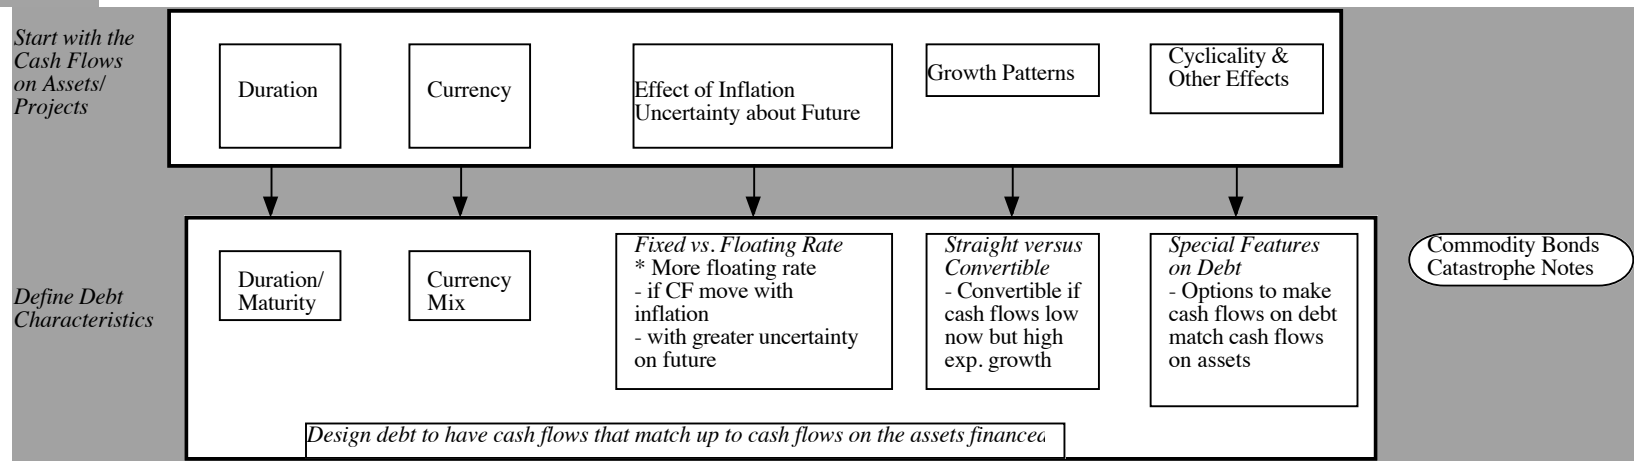 Start with the
Cash Flows
on Assets/
Projects
Duration
Currency
Effect of Inflation
Uncertainty about Future
Growth Patterns
Cyclicality &
Other Effects
Define Debt
Characteristics
Duration/
Maturity
Currency
Mix
Fixed vs. Floating Rate
* More floating rate
- if CF move with
inflation
- with greater uncertainty
on future
Straight versus
Convertible
- Convertible if
cash flows low
now but high
exp. growth
Special Features
on Debt
- Options to make
cash flows on debt
match cash flows
on assets
Commodity Bonds
Catastrophe Notes
Design debt to have cash flows that match up to cash flows on the assets financed